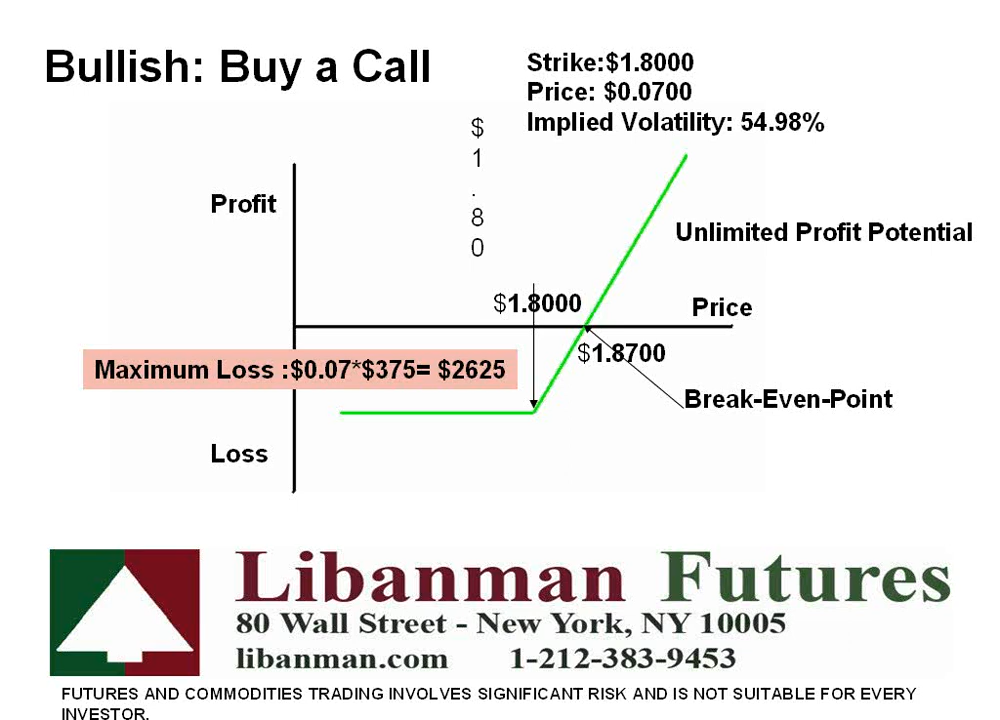 Bullish: Buy a Call
Strike:$1.8000
Price: $0.0700
Implied Volatility: 54.98%
$
1
.
8
0
Profit
Unlimited Profit Potential
$1.8000
Price
$1.8700
Maximum Loss :$0.07*$375= $2625
Break-Even-Point
Loss
Libanman Futures
80 Wall Street - New York, NY 10005
libanman.com 1-212-383-9453
FUTURES AND COMMODITIES TRADING INVOLVES SIGNIFICANT RISK AND IS NOT SUITABLE FOR EVERY
INVESTOR.